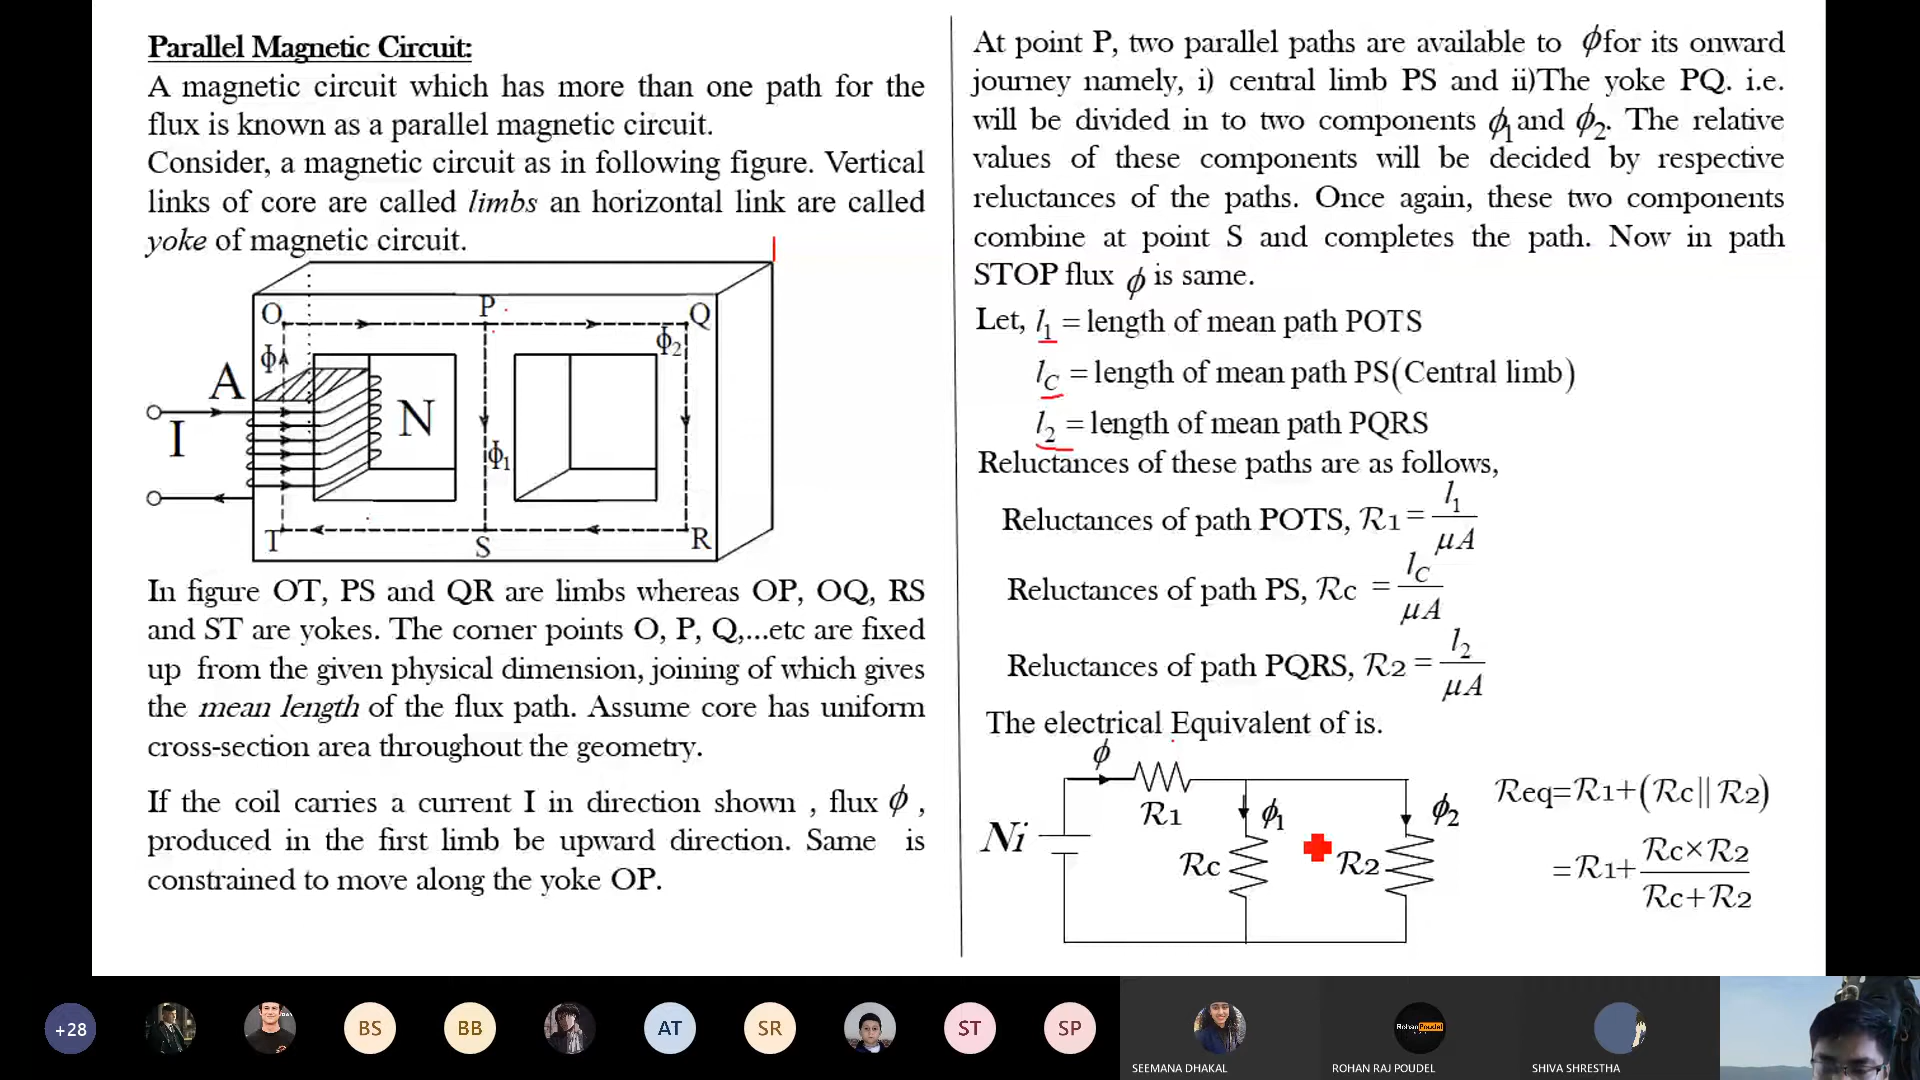 Parallel Magnetic Circuit:
A magnetic circuit which has more than one path for the
flux is known as a parallel magnetic circuit.
Consider, a magnetic circuit as in following figure. Vertical
links of core are called limbs an horizontal link are called
yoke of magnetic circuit.
O P Q
ϕ ϕ2
A
I N
ϕ1
T S R
In figure OT, PS and QR are limbs whereas OP, OQ, RS
and ST are yokes. The corner points O, P, Q,...etc are fixed
up from the given physical dimension, joining of which gives
the mean length of the flux path. Assume core has uniform
cross-section area throughout the geometry.
If the coil carries a current I in direction shown , flux ϕ ,
produced in the first limb be upward direction. Same is
constrained to move along the yoke OP.
At point P, two parallel paths are available to ϕ for its onward
journey namely, i) central limb PS and ii)The yoke PQ. i.e.
will be divided in to two components ϕ1 and ϕ2. The relative
values of these components will be decided by respective
reluctances of the paths. Once again, these two components
combine at point S and completes the path. Now in path
STOP flux ϕ is same.
Let, l1 = length of mean path POTS
lC = length of mean path PS(Central limb)
l2 = length of mean path PQRS
Reluctances of these paths are as follows,
Reluctances of path POTS, R1 = l1/μA
Reluctances of path PS, Rc = lC/μA
Reluctances of path PQRS, R2 = l2/μA
The electrical Equivalent of is.
ϕ
R1 ϕ1 ϕ2
Ni
Rc R2
Req=R1+(Rc||R2)
=R1+Rc×R2/Rc+R2
+28 BS BB AT SR ST SP
Rohan Poudel
SEEMANA DHAKAL ROHAN RAJ POUDEL SHIVA SHRESTHA